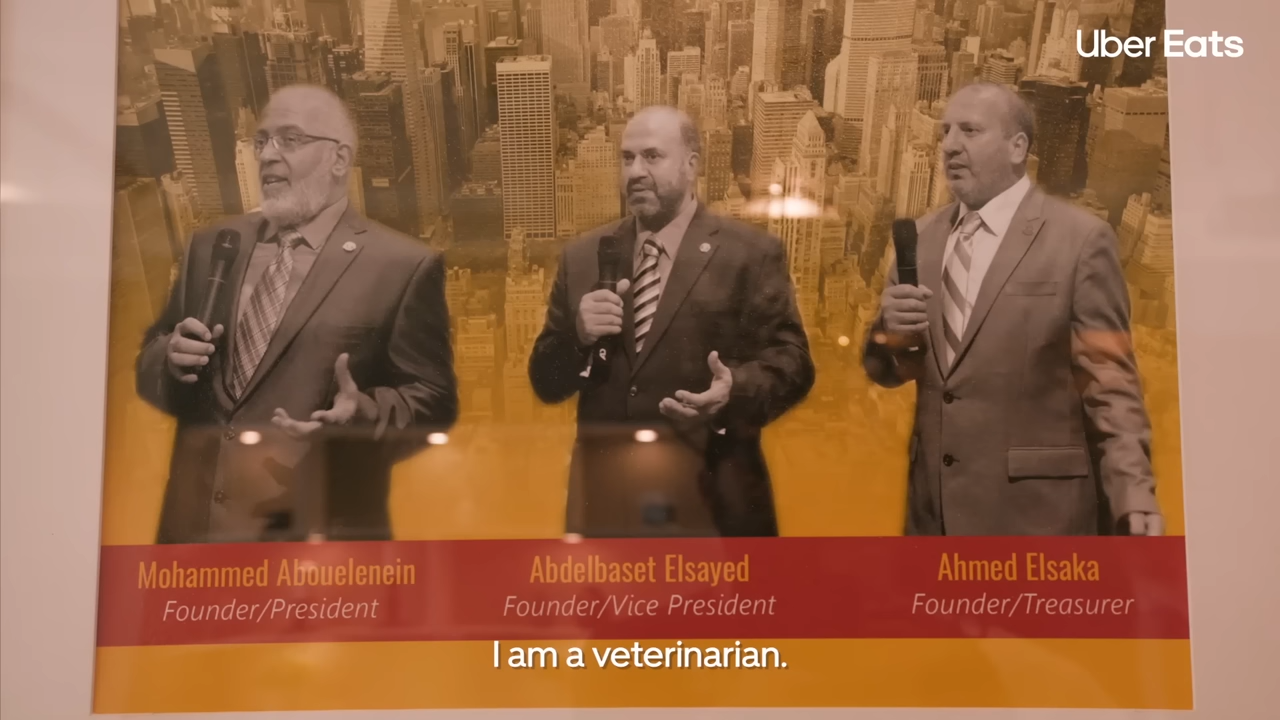 Uber Eats
Mohammed Abouelenein
Founder/President
Abdelbaset Elsayed
Founder/Vice President
Ahmed Elsaka
Founder/Treasurer
I am a veterinarian.